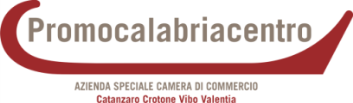 Promocalabriacentro
AZIENDA SPECIALE CAMERA DI COMMERCIO
Catanzaro Crotone Vibo Valentia